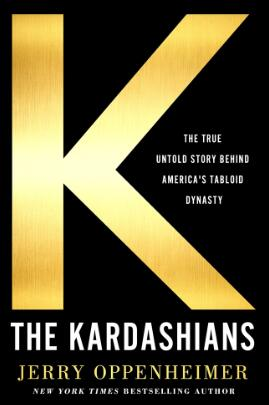 K
THE TRUE
UNTOLD STORY BEHIND
AMERICA'S TABLOID
DYNASTY
THE KARDASHIANS
JERRY OPPENHEIMER
NEW YORK TIMES BESTSELLING AUTHOR